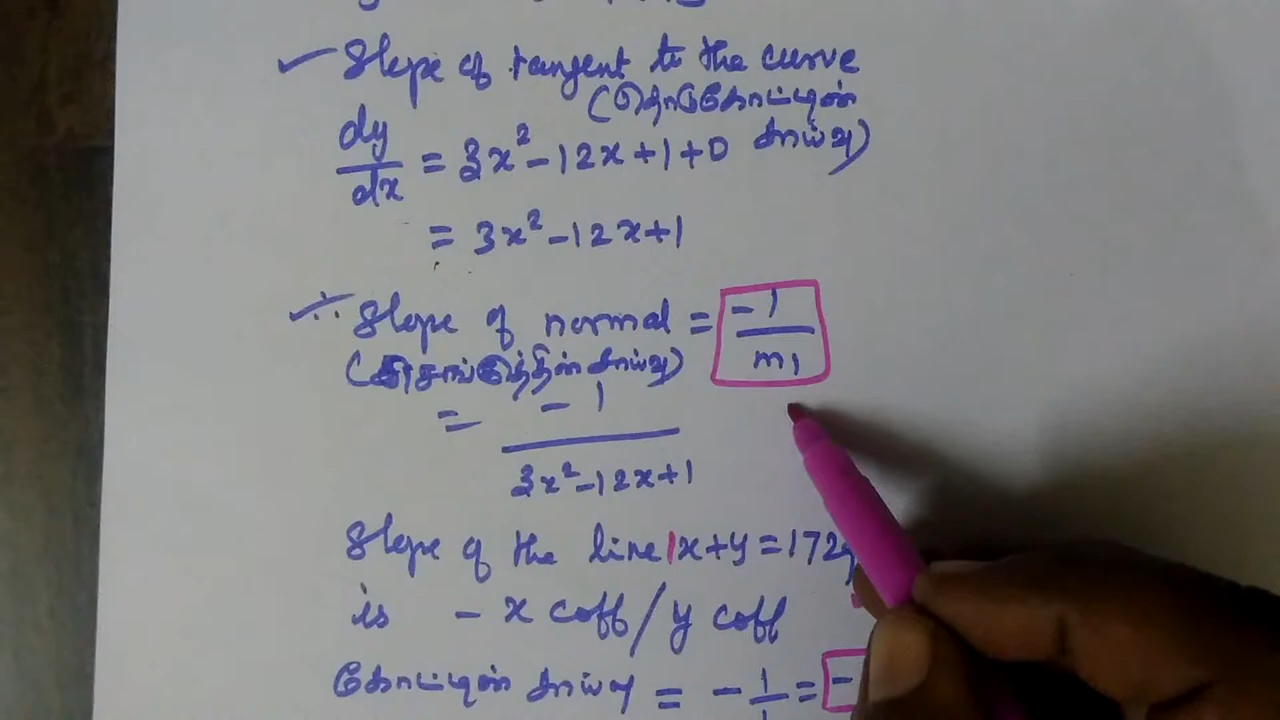 Slope of tangent to the curve
(தொடுகோட்டின்
சாய்வு)
dy/dx = 3x² - 12x + 1 + 0
= 3x² - 12x + 1
∴ Slope of normal = -1/m₁
(செங்குத்தின் சாய்வு)
= -1/3x² - 12x + 1
Slope of the line 1x + y = 172
is - x coff / y coff
கோட்டின் சாய்வு = - 1/1 = -